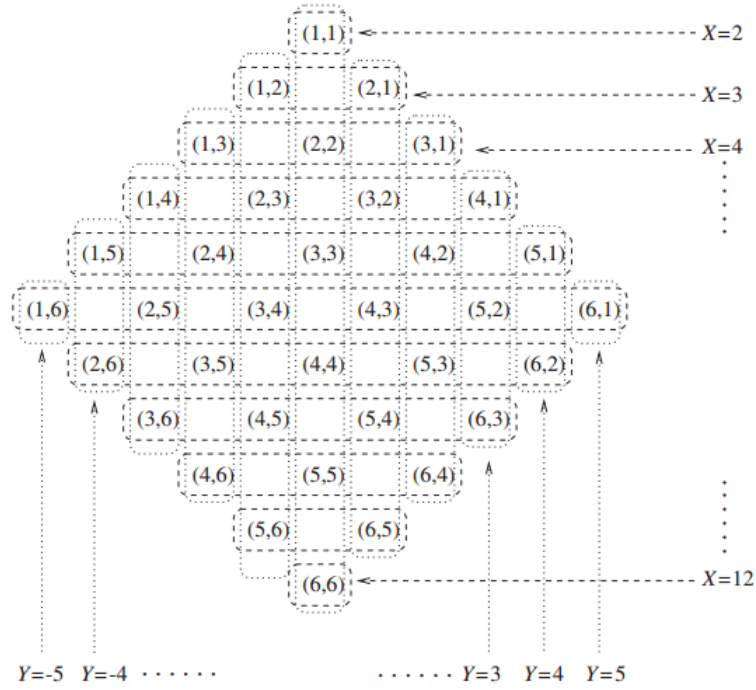 (1,1) X=2
(1,2) (2,1) X=3
(1,3) (2,2) (3,1) X=4
(1,4) (2,3) (3,2) (4,1)
(1,5) (2,4) (3,3) (4,2) (5,1)
(1,6) (2,5) (3,4) (4,3) (5,2) (6,1)
(2,6) (3,5) (4,4) (5,3) (6,2)
(3,6) (4,5) (5,4) (6,3)
(4,6) (5,5) (6,4)
(5,6) (6,5)
(6,6) X=12
Y=-5 Y=-4 · · · · · · · · · · · · Y=3 Y=4 Y=5